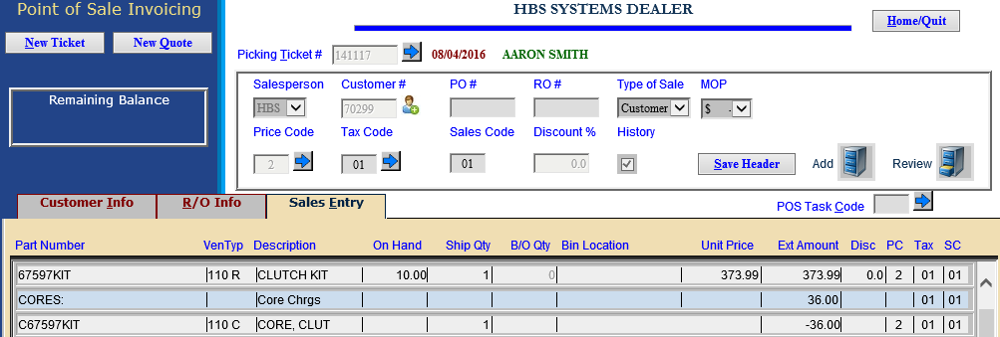 Point of Sale Invoicing
HBS SYSTEMS DEALER
Home/Quit
New Ticket New Quote
Picking Ticket # 141117 08/04/2016 AARON SMITH
Remaining Balance
Salesperson Customer # PO # RO # Type of Sale MOP
HBS 70299 Customer $ -
Price Code Tax Code Sales Code Discount % History
2 01 01 0.0 Save Header Add Review
Customer Info R/O Info Sales Entry
POS Task Code
Part Number VenTyp Description On Hand Ship Qty B/O Qty Bin Location Unit Price Ext Amount Disc PC Tax SC
67597KIT 110 R CLUTCH KIT 10.00 1 0 373.99 373.99 0.0 2 01 01
CORES: Core Chrgs 36.00 01 01
C67597KIT 110 C CORE, CLUT 1 -36.00 2 01 01